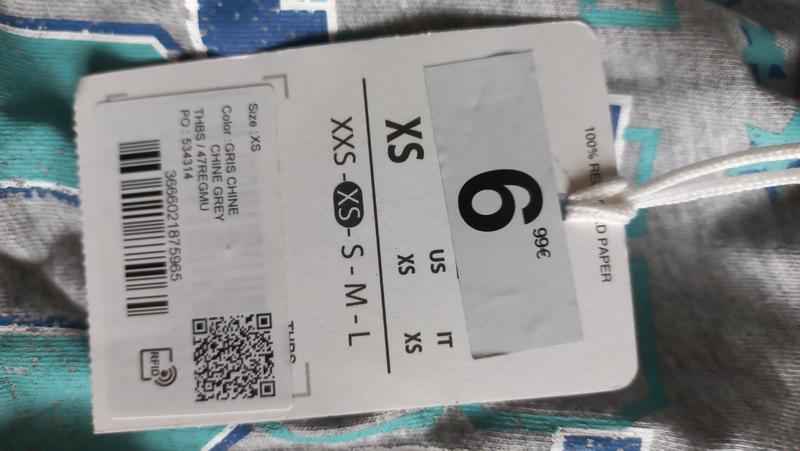 100% RE D PAPER
6 99€
US IT
XS XS XS
XXS - XS - S - M - L
THBS
Size : XS
Color : GRIS CHINE
CHINE GREY
THBS / 47REGMU
PO : 534314
3666021875965
RFID